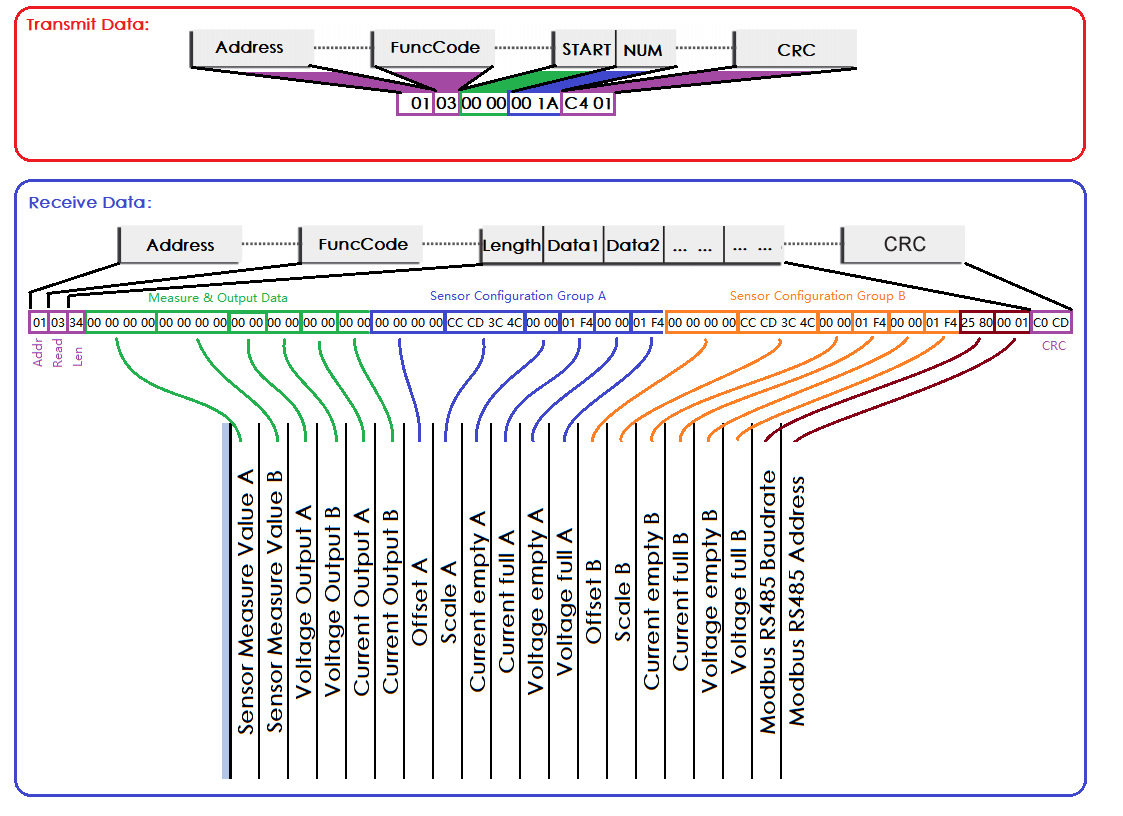 Transmit Data:
Address FuncCode START NUM CRC
01 03 00 00 00 1A C4 01
Receive Data:
Address FuncCode Length Data1 Data2 ... ... ... ... CRC
Measure & Output Data Sensor Configuration Group A Sensor Configuration Group B
01 03 34 00 00 00 00 00 00 00 00 00 00 00 00 00 00 00 00 00 00 00 00 CC CD 3C 4C 00 00 01 F4 00 00 01 F4 00 00 00 00 CC CD 3C 4C 00 00 01 F4 00 00 01 F4 25 80 00 01 C0 CD
Addr
Read
Len
CRC
Sensor Measure Value A
Sensor Measure Value B
Voltage Output A
Voltage Output B
Current Output A
Current Output B
Offset A
Scale A
Current empty A
Current full A
Voltage empty A
Voltage full A
Offset B
Scale B
Current empty B
Current full B
Voltage empty B
Voltage full B
Modbus RS485 Baudrate
Modbus RS485 Address